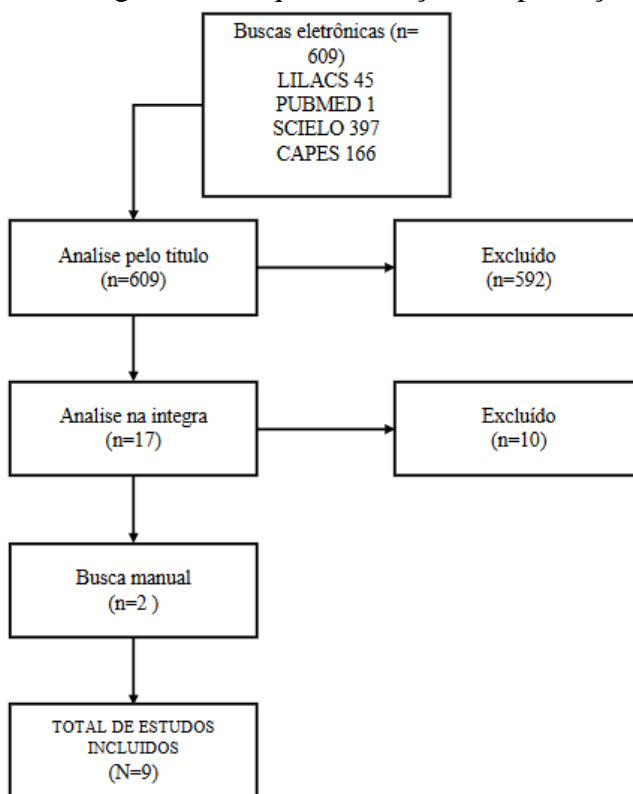 Buscas eletrônicas (n=
609)
LILACS 45
PUBMED 1
SCIELO 397
CAPES 166
Analise pelo titulo
(n=609)
Excluído
(n=592)
Analise na integra
(n=17)
Excluído
(n=10)
Busca manual
(n=2 )
TOTAL DE ESTUDOS
INCLUIDOS
(N=9)